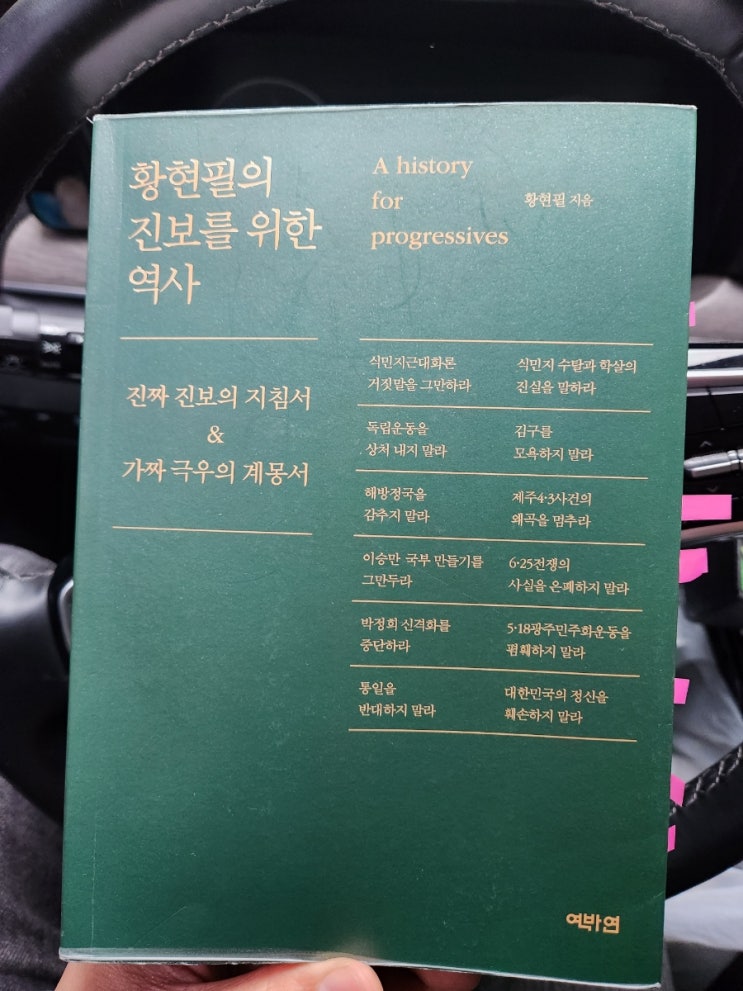 황현필의
진보를 위한
역사
A history
for
progressives
황현필 지음
진짜 진보의 지침서
&
가짜 극우의 계몽서
식민지근대화론
거짓말을 그만하라
식민지 수탈과 학살의
진실을 말하라
독립운동을
상처 내지 말라
김구를
모욕하지 말라
해방정국을
감추지 말라
제주4·3사건의
왜곡을 멈추라
이승만 국부 만들기를
그만두라
6·25전쟁의
사실을 은폐하지 말라
박정희 신격화를
중단하라
5·18광주민주화운동을
폄훼하지 말라
통일을
반대하지 말라
대한민국의 정신을
훼손하지 말라
역바연